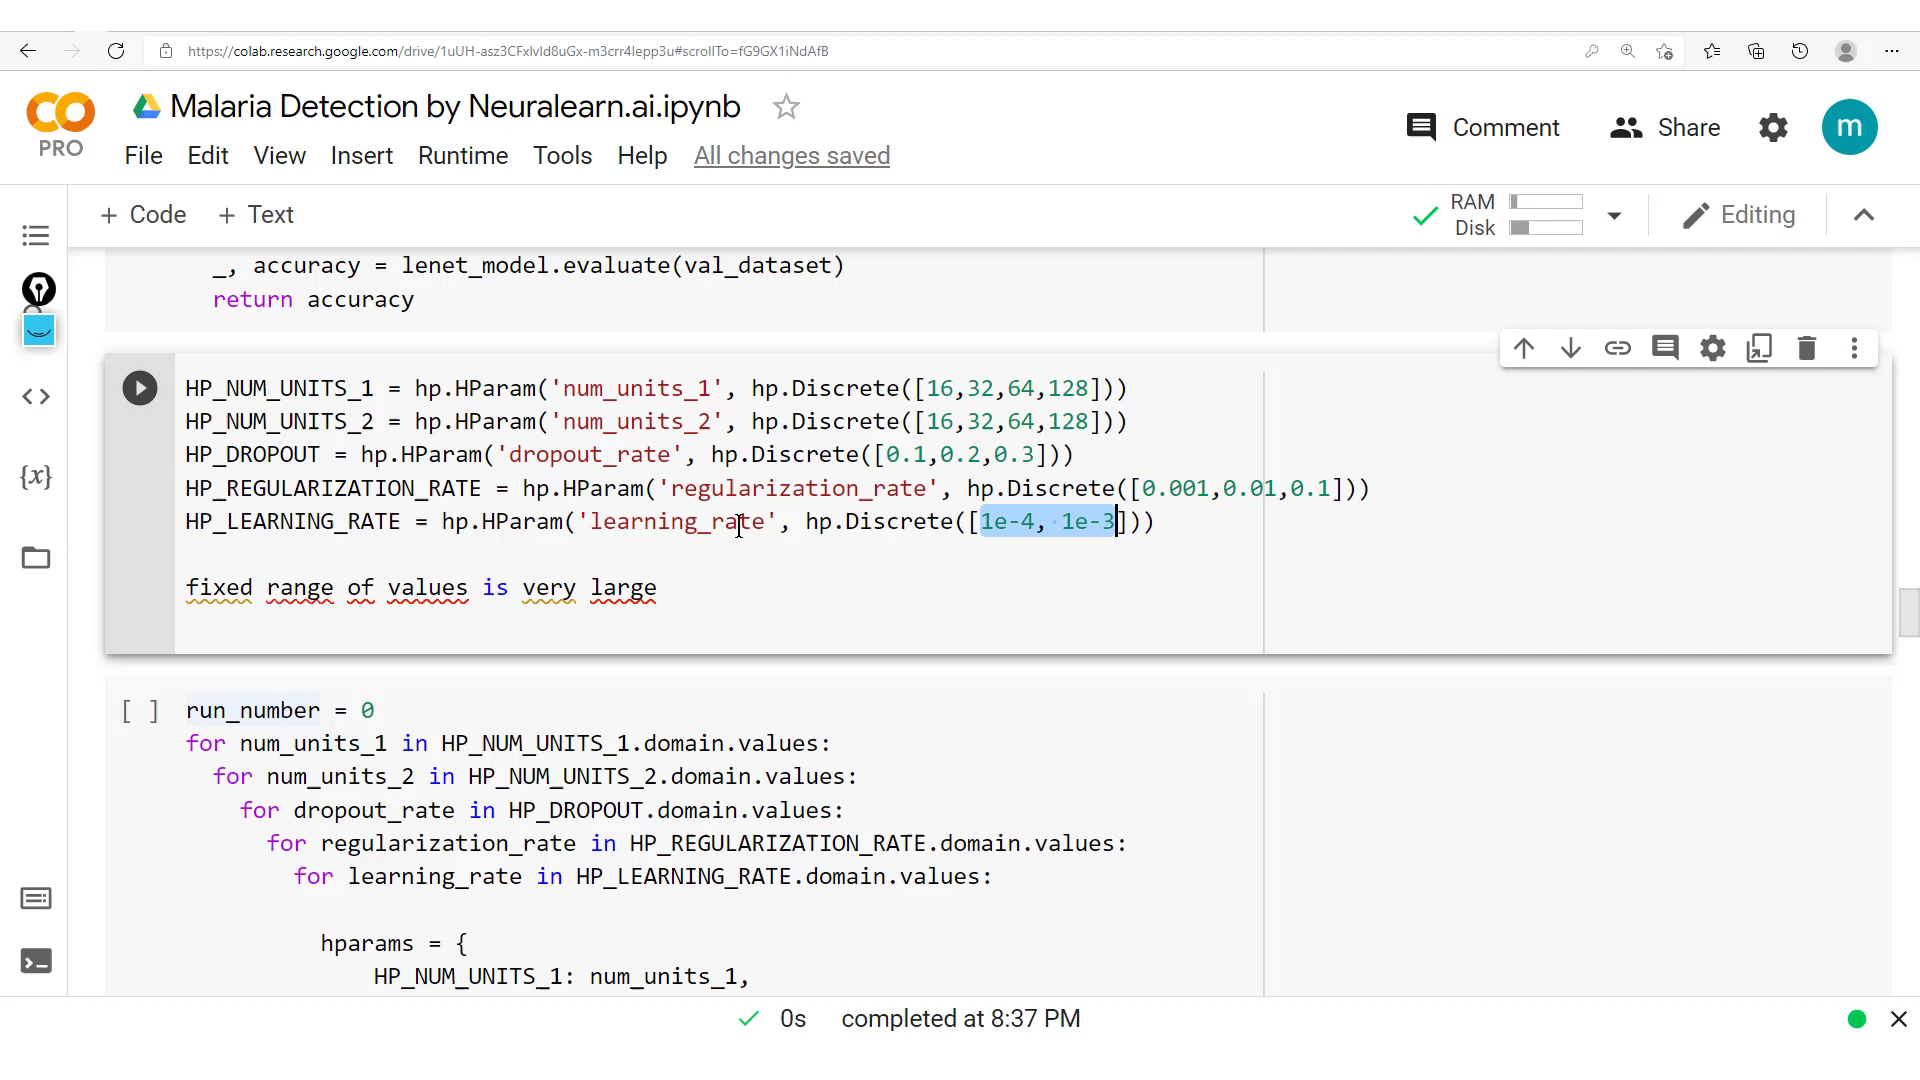 https://colab.research.google.com/drive/1uUH-asz3CFxlvld8uGx-m3crr4lepp3u#scrollTo=fG9GX1iNdAfB
CO
PRO
Malaria Detection by Neuralearn.ai.ipynb
File Edit View Insert Runtime Tools Help All changes saved
Comment Share m
+ Code + Text
RAM
Disk
Editing
_, accuracy = lenet_model.evaluate(val_dataset)
return accuracy
HP_NUM_UNITS_1 = hp.HParam('num_units_1', hp.Discrete([16,32,64,128]))
HP_NUM_UNITS_2 = hp.HParam('num_units_2', hp.Discrete([16,32,64,128]))
HP_DROPOUT = hp.HParam('dropout_rate', hp.Discrete([0.1,0.2,0.3]))
HP_REGULARIZATION_RATE = hp.HParam('regularization_rate', hp.Discrete([0.001,0.01,0.1]))
HP_LEARNING_RATE = hp.HParam('learning_rate', hp.Discrete([1e-4, 1e-3]))
fixed range of values is very large
[ ] run_number = 0
for num_units_1 in HP_NUM_UNITS_1.domain.values:
for num_units_2 in HP_NUM_UNITS_2.domain.values:
for dropout_rate in HP_DROPOUT.domain.values:
for regularization_rate in HP_REGULARIZATION_RATE.domain.values:
for learning_rate in HP_LEARNING_RATE.domain.values:
hparams = {
HP_NUM_UNITS_1: num_units_1,
0s completed at 8:37 PM